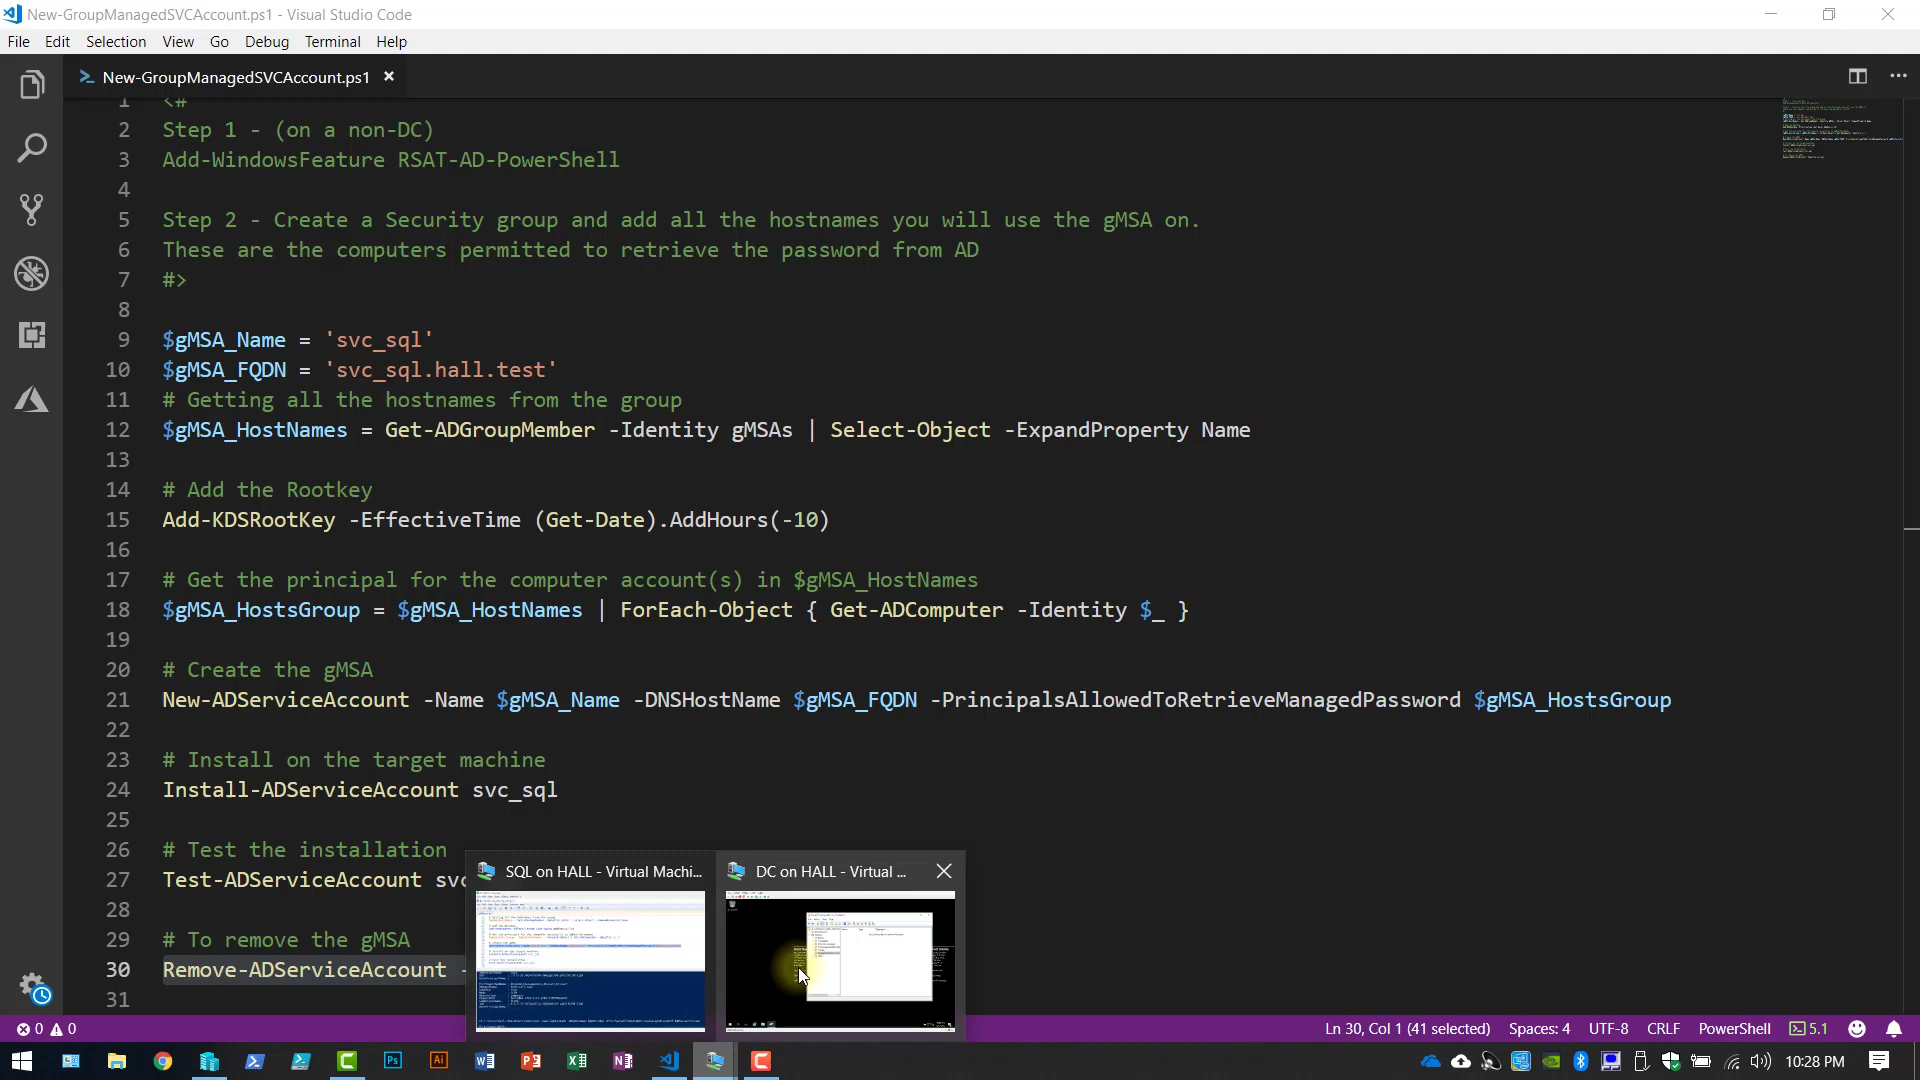 New-GroupManagedSVCAccount.ps1 - Visual Studio Code
File Edit Selection View Go Debug Terminal Help
New-GroupManagedSVCAccount.ps1
1 <#
2 Step 1 - (on a non-DC)
3 Add-WindowsFeature RSAT-AD-PowerShell
4
5 Step 2 - Create a Security group and add all the hostnames you will use the gMSA on.
6 These are the computers permitted to retrieve the password from AD
7 #>
8
9 $gMSA_Name = 'svc_sql'
10 $gMSA_FQDN = 'svc_sql.hall.test'
11 # Getting all the hostnames from the group
12 $gMSA_HostNames = Get-ADGroupMember -Identity gMSAs | Select-Object -ExpandProperty Name
13
14 # Add the Rootkey
15 Add-KDSRootKey -EffectiveTime (Get-Date).AddHours(-10)
16
17 # Get the principal for the computer account(s) in $gMSA_HostNames
18 $gMSA_HostsGroup = $gMSA_HostNames | ForEach-Object { Get-ADComputer -Identity $_ }
19
20 # Create the gMSA
21 New-ADServiceAccount -Name $gMSA_Name -DNSHostName $gMSA_FQDN -PrincipalsAllowedToRetrieveManagedPassword $gMSA_HostsGroup
22
23 # Install on the target machine
24 Install-ADServiceAccount svc_sql
25
26 # Test the installation
27 Test-ADServiceAccount svc
28
29 # To remove the gMSA
30 Remove-ADServiceAccount -
31
SQL on HALL - Virtual Machi...
DC on HALL - Virtual ...
0 0
Ln 30, Col 1 (41 selected) Spaces: 4 UTF-8 CRLF PowerShell 5.1
10:28 PM